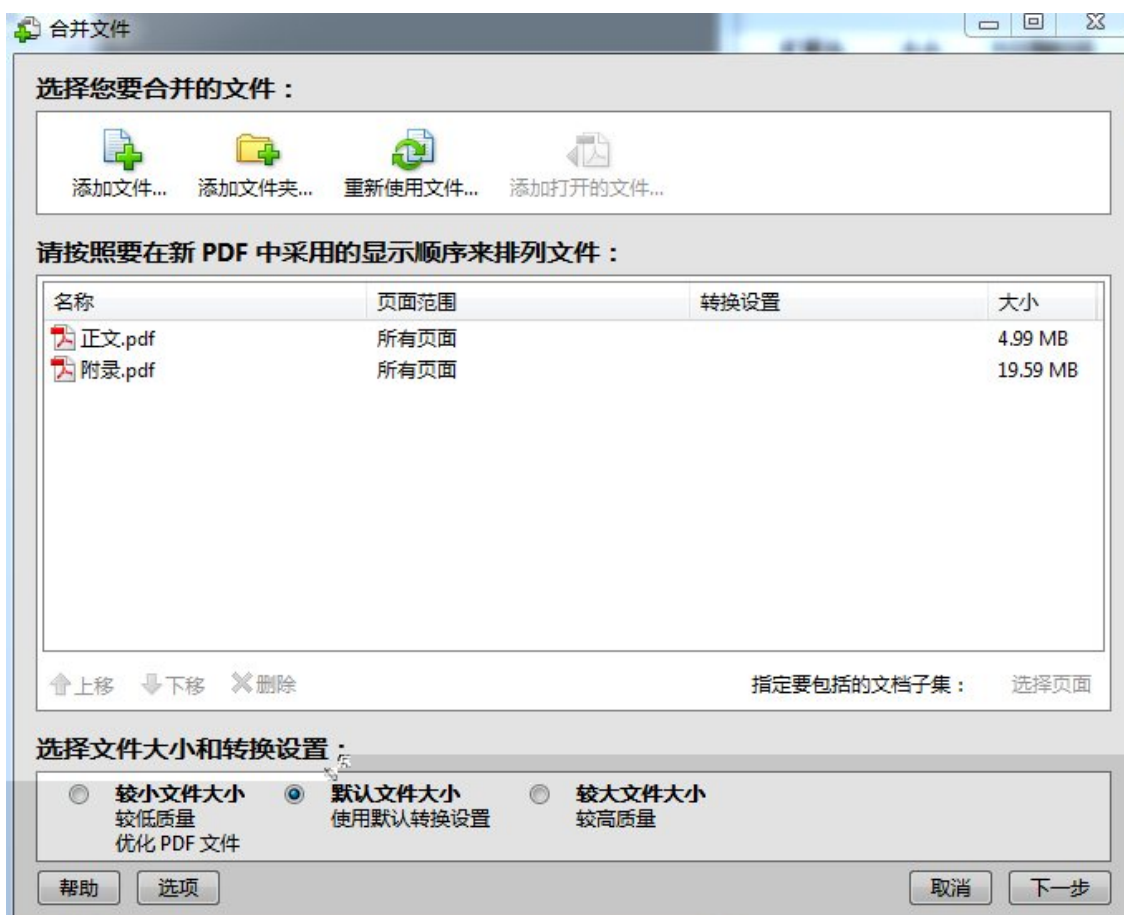 合并文件
选择您要合并的文件：
添加文件... 添加文件夹... 重新使用文件... 添加打开的文件...
请按照要在新 PDF 中采用的显示顺序来排列文件：
名称 页面范围 转换设置 大小
正文.pdf 所有页面 4.99 MB
附录.pdf 所有页面 19.59 MB
上移 下移 删除 指定要包括的文档子集： 选择页面
选择文件大小和转换设置：
较小文件大小 默认文件大小 较大文件大小
较低质量 使用默认转换设置 较高质量
优化 PDF 文件
帮助 选项 取消 下一步